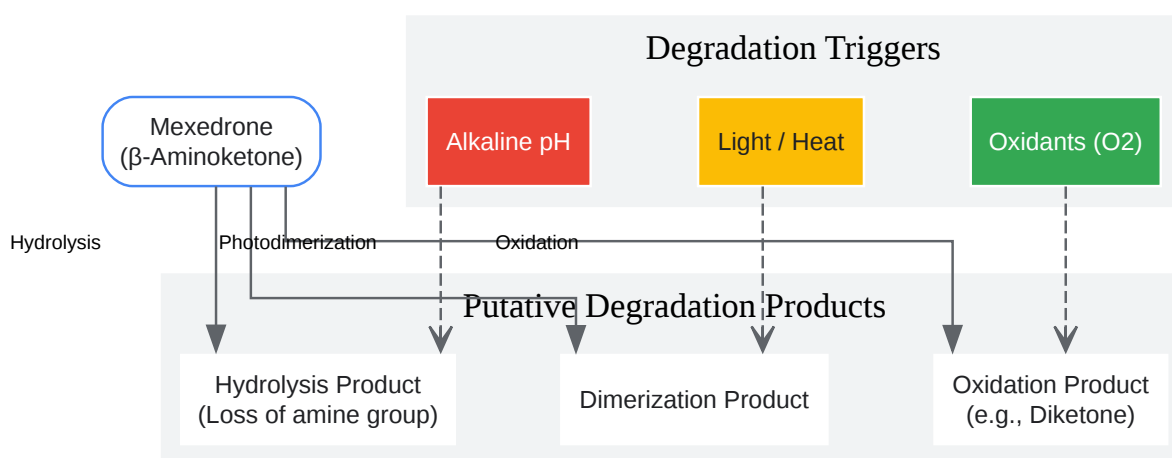 Degradation Triggers
Mexedrone
(β-Aminoketone)
Alkaline pH
Light / Heat
Oxidants (O2)
Hydrolysis
Photodimerization
Oxidation
Putative Degradation Products
Hydrolysis Product
(Loss of amine group)
Dimerization Product
Oxidation Product
(e.g., Diketone)